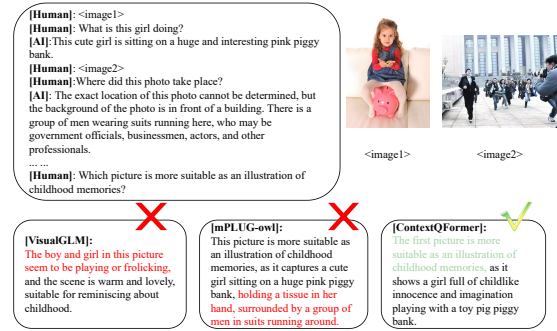 [Human]: <image1>
[Human]: What is this girl doing?
[AI]:This cute girl is sitting on a huge and interesting pink piggy
bank.
[Human]: <image2>
[Human]:Where did this photo take place?
[AI]: The exact location of this photo cannot be determined, but
the background of the photo is in front of a building. There is a
group of men wearing suits running here, who may be
government officials, businessmen, actors, and other
professionals.
... ...
[Human]: Which picture is more suitable as an illustration of
childhood memories?
<image1>
<image2>
[VisualGLM]:
The boy and girl in this picture
seem to be playing or frolicking,
and the scene is warm and lovely,
suitable for reminiscing about
childhood.
[mPLUG-owl]:
This picture is more suitable as
an illustration of childhood
memories, as it captures a cute
girl sitting on a huge pink piggy
bank, holding a tissue in her
hand, surrounded by a group of
men in suits running around.
[ContextQFormer]:
The first picture is more
suitable as an illustration of
childhood memories, as it
shows a girl full of childlike
innocence and imagination
playing with a toy pig piggy
bank.